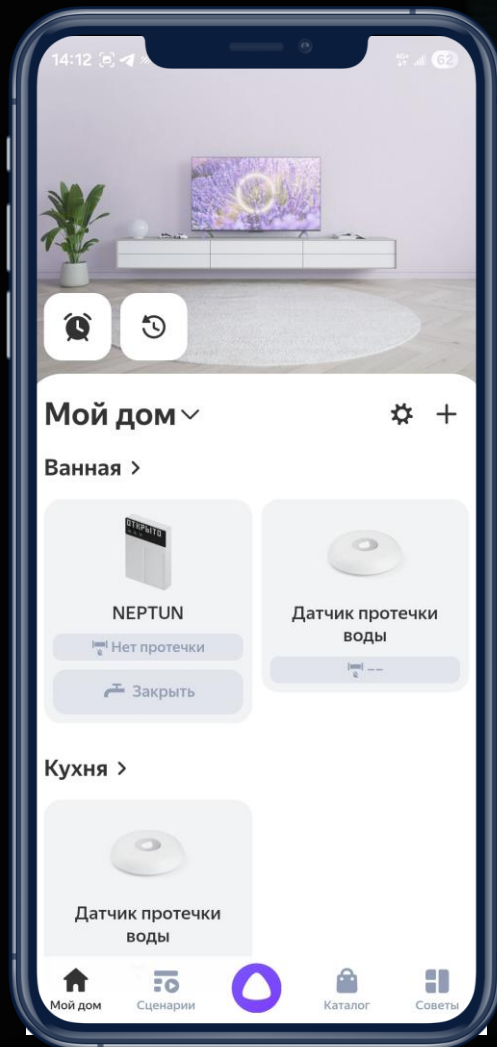 14:12
4G+
62
Мой дом
Ванная
ОТКРЫТО
NEPTUN
Нет протечки
Закрыть
Датчик протечки
воды
--
Кухня
Датчик протечки
воды
Мой дом
Сценарии
Каталог
Советы